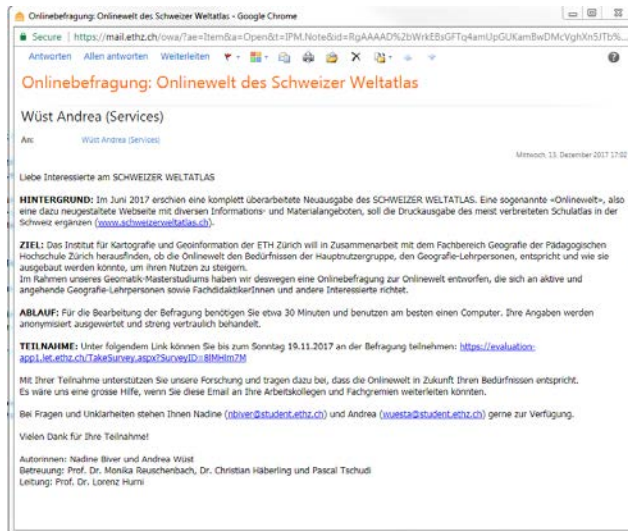 Onlinebefragung: Onlinewelt des Schweizer Weltatlas - Google Chrome
Secure | https://mail.ethz.ch/owa/?ae=Item&a=Open&t=IPM.Note&id=
Antworten Allen antworten Weiterleiten
Onlinebefragung: Onlinewelt des Schweizer Weltatlas
Wüst Andrea (Services)
An: Wüst Andrea (Services)
Mittwoch, 13. Dezember 2017 17:02
Liebe Interessierte am SCHWEIZER WELTATLAS
HINTERGRUND: Im Juni 2017 erschien eine komplett überarbeitete Neuausgabe des SCHWEIZER WELTATLAS. Eine sogenannte «Onlinewelt», also
eine dazu neugestaltete Webseite mit diversen Informations- und Materialangeboten, soll die Druckausgabe des meist verbreiteten Schulatlas in der
Schweiz ergänzen (www.schweizerweltatlas.ch).
ZIEL: Das Institut für Kartografie und Geoinformation der ETH Zürich will in Zusammenarbeit mit dem Fachbereich Geografie der Pädagogischen
Hochschule Zürich herausfinden, ob die Onlinewelt den Bedürfnissen der Hauptnutzergruppe, den Geografie-Lehrpersonen, entspricht und wie sie
ausgebaut werden könnte, um ihren Nutzen zu steigern.
Im Rahmen unseres Geomatik-Masterstudiums haben wir deswegen eine Onlinebefragung zur Onlinewelt entworfen, die sich an aktive und
angehende Geografie-Lehrpersonen sowie FachdidaktikerInnen und andere Interessierte richtet.
ABLAUF: Für die Bearbeitung der Befragung benötigen Sie etwa 30 Minuten und benutzen am besten einen Computer. Ihre Angaben werden
anonymisiert ausgewertet und streng vertraulich behandelt.
TEILNAHME: Unter folgendem Link können Sie bis zum Sonntag 19.11.2017 an der Befragung teilnehmen: https://evaluation-
app1.let.ethz.ch/TakeSurvey.aspx?SurveyID=8lMHlm7M
Mit Ihrer Teilnahme unterstützen Sie unsere Forschung und tragen dazu bei, dass die Onlinewelt in Zukunft Ihren Bedürfnissen entspricht.
Es wäre uns eine grosse Hilfe, wenn Sie diese Email an Ihre Arbeitskollegen und Fachgremien weiterleiten könnten.
Bei Fragen und Unklarheiten stehen Ihnen Nadine (nbiver@student.ethz.ch) und Andrea (wuesta@student.ethz.ch) gerne zur Verfügung.
Vielen Dank für Ihre Teilnahme!
Autorinnen: Nadine Biver und Andrea Wüst
Betreuung: Prof. Dr. Monika Reuschenbach, Dr. Christian Häberling und Pascal Tschudi
Leitung: Prof. Dr. Lorenz Hurni